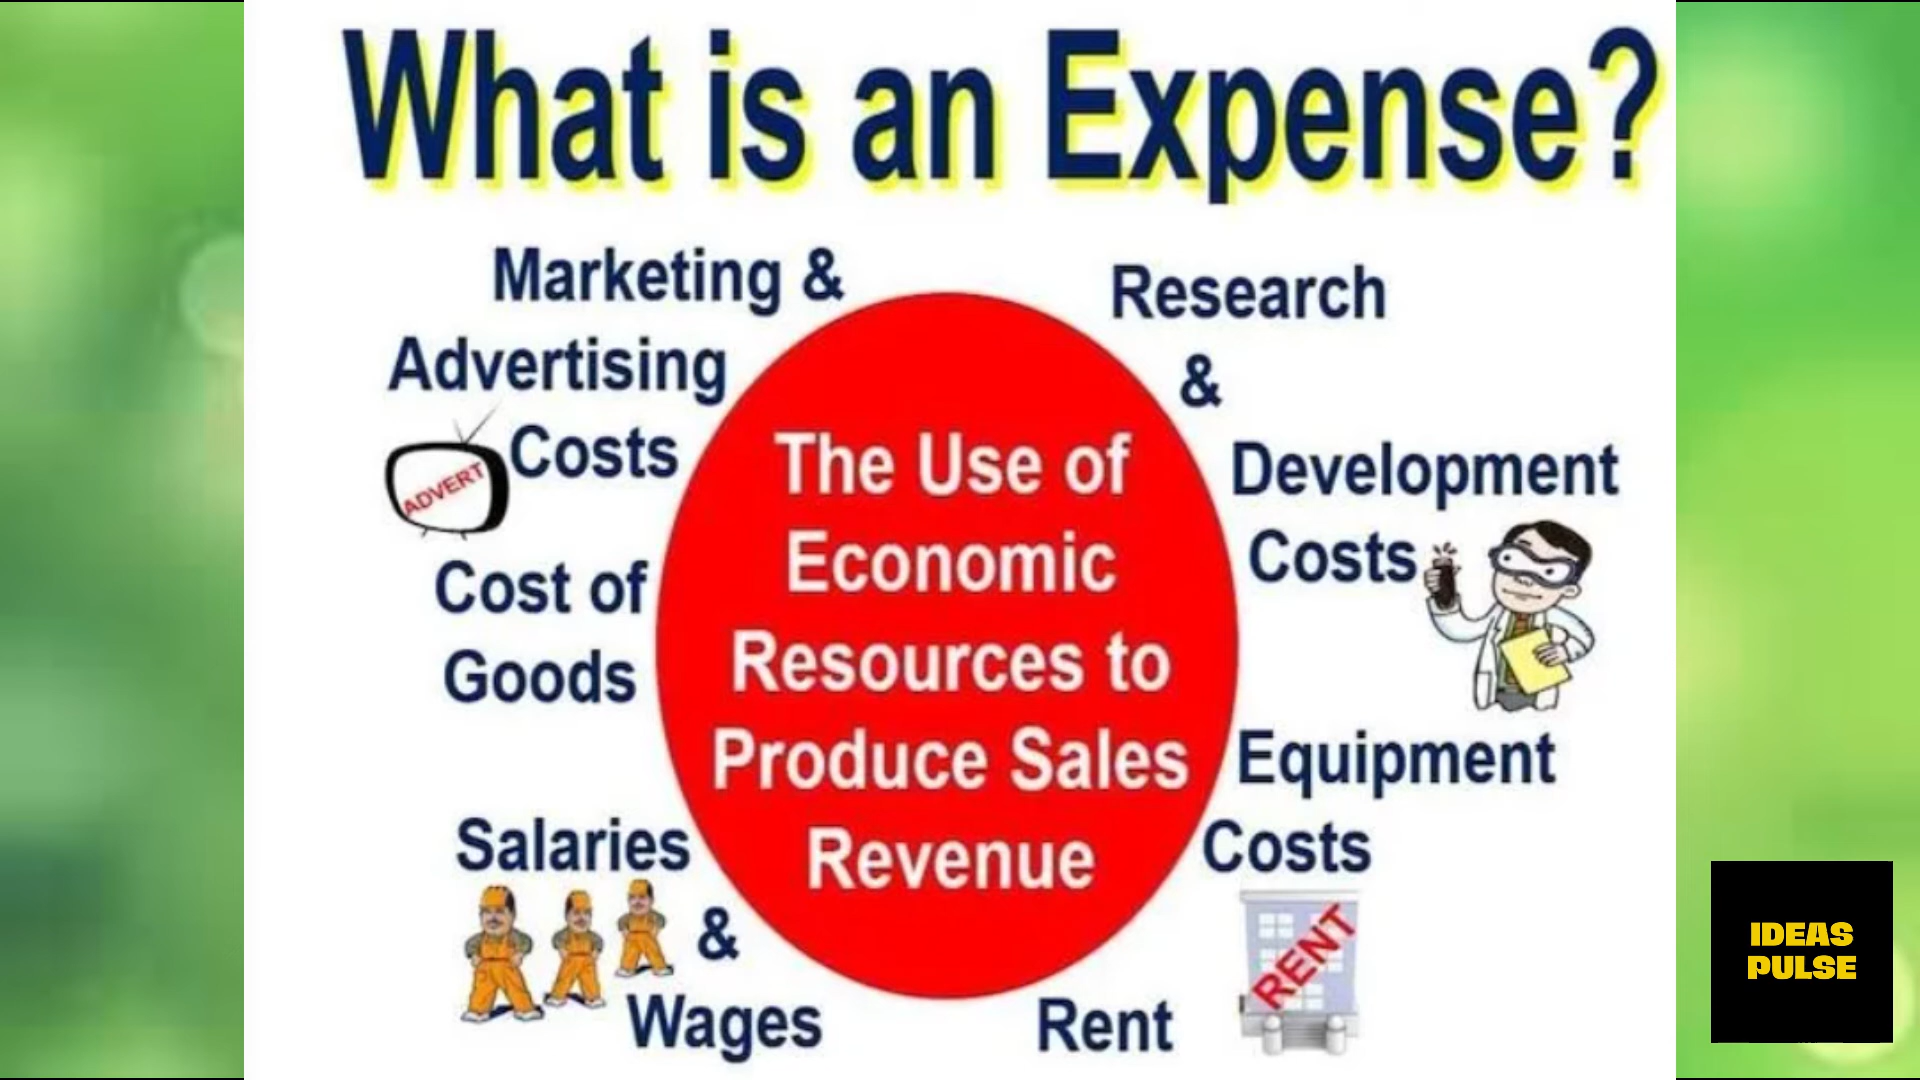 What is an Expense?
Marketing &
Advertising
Costs
ADVERT
Cost of
Goods
Salaries
&
Wages
The Use of
Economic
Resources to
Produce Sales
Revenue
Research
&
Development
Costs
Equipment
Costs
Rent
RENT
IDEAS
PULSE